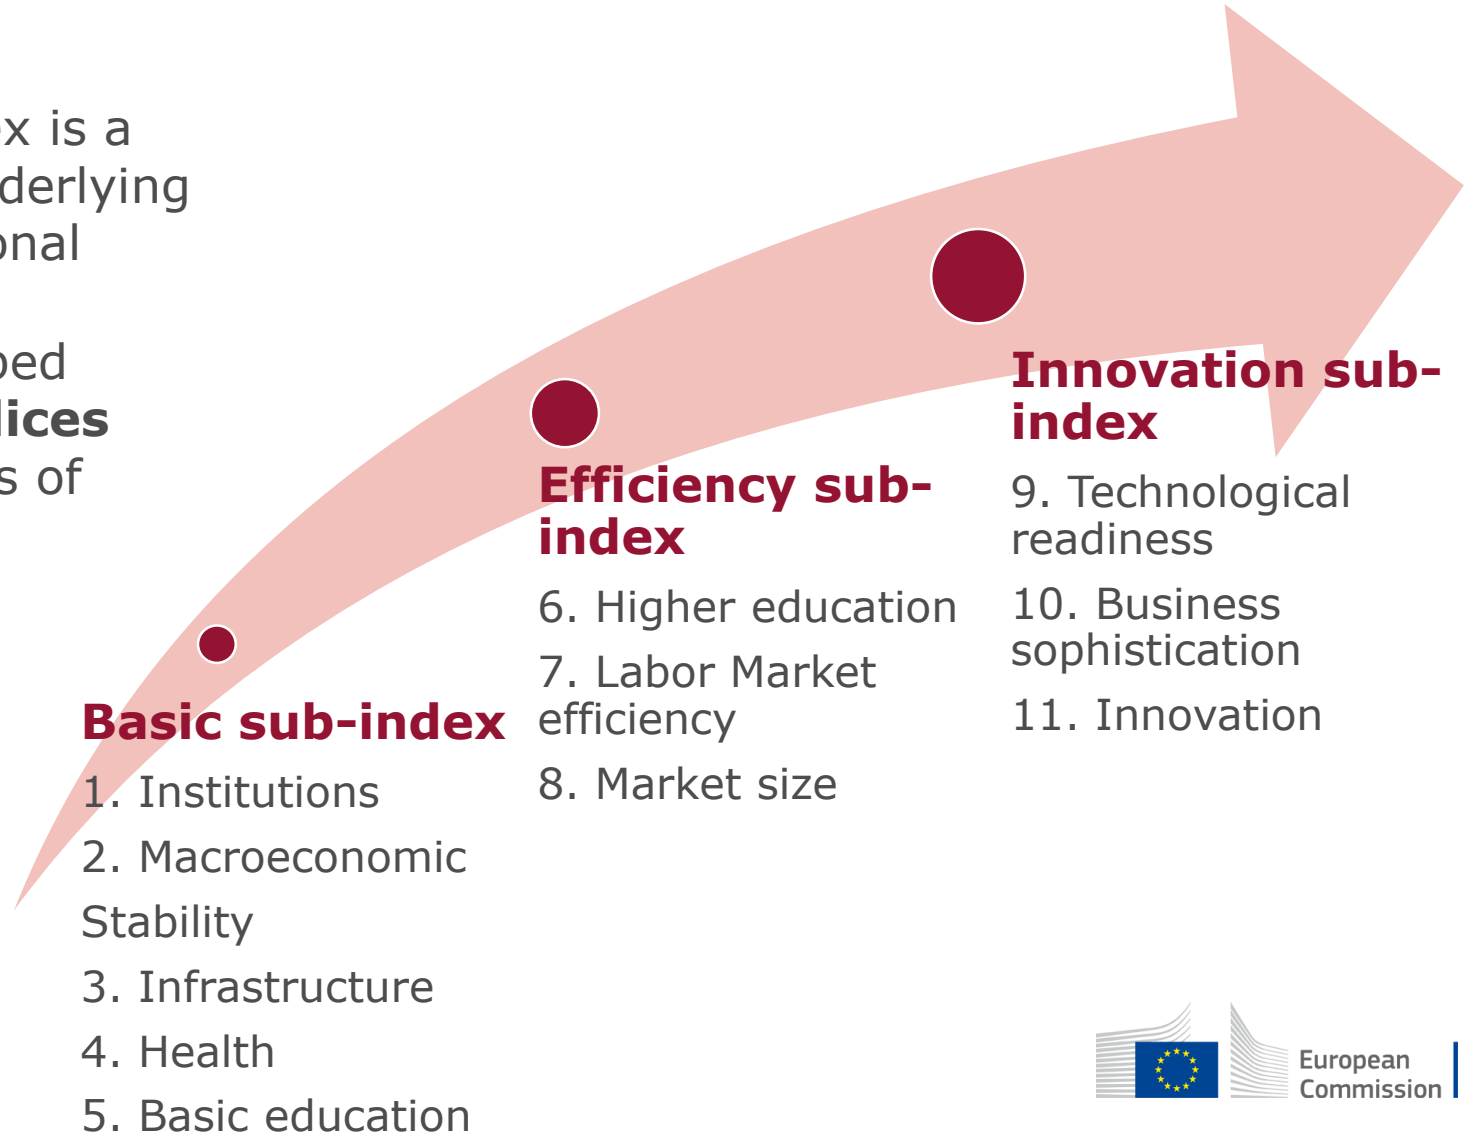 x is a
derlying
onal
ped
lices
s of
Innovation sub-
index
9. Technological
readiness
10. Business
sophistication
11. Innovation
Efficiency sub-
index
6. Higher education
7. Labor Market
efficiency
8. Market size
Basic sub-index
1. Institutions
2. Macroeconomic
Stability
3. Infrastructure
4. Health
5. Basic education
European
Commission